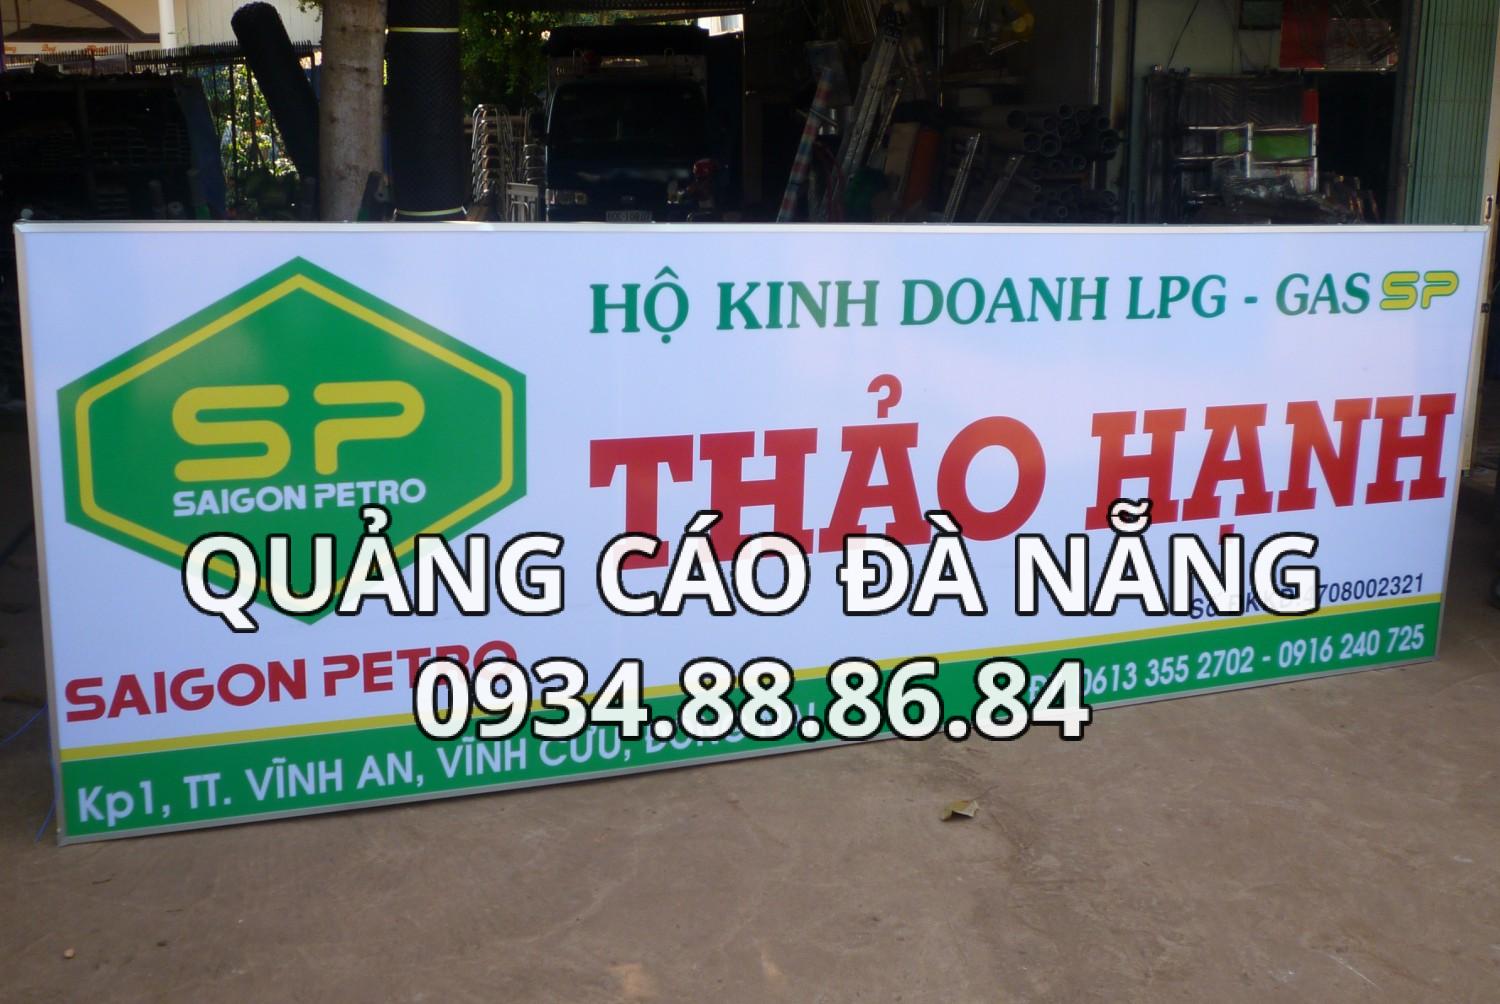 HỘ KINH DOANH LPG - GAS SP
SP
SAIGON PETRO
THẢO HẠNH
QUẢNG CÁO ĐÀ NẴNG
0934.88.86.84
SAIGON PETRO
0613 355 2702 - 0916 240 725
Kp1, TT. VĨNH AN, VĨNH CỬU,